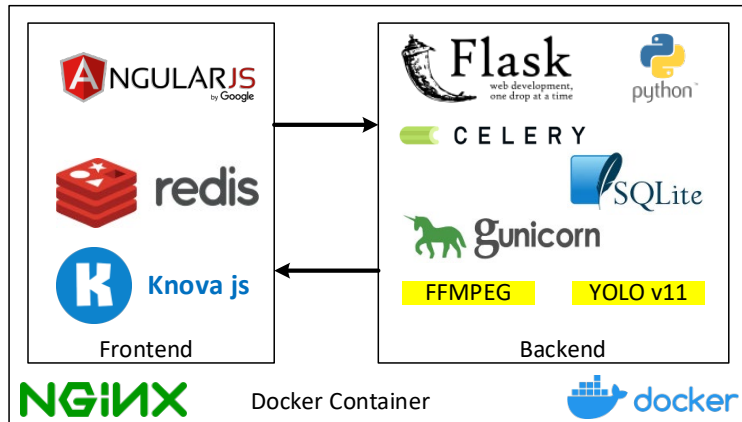 ANGULARJS
by Google
redis
K
Knova js
Frontend
Flask
web development,
one drop at a time
python™
CELERY
SQLite
gunicorn
FFMPEG
YOLO v11
Backend
NGiNX
Docker Container
docker